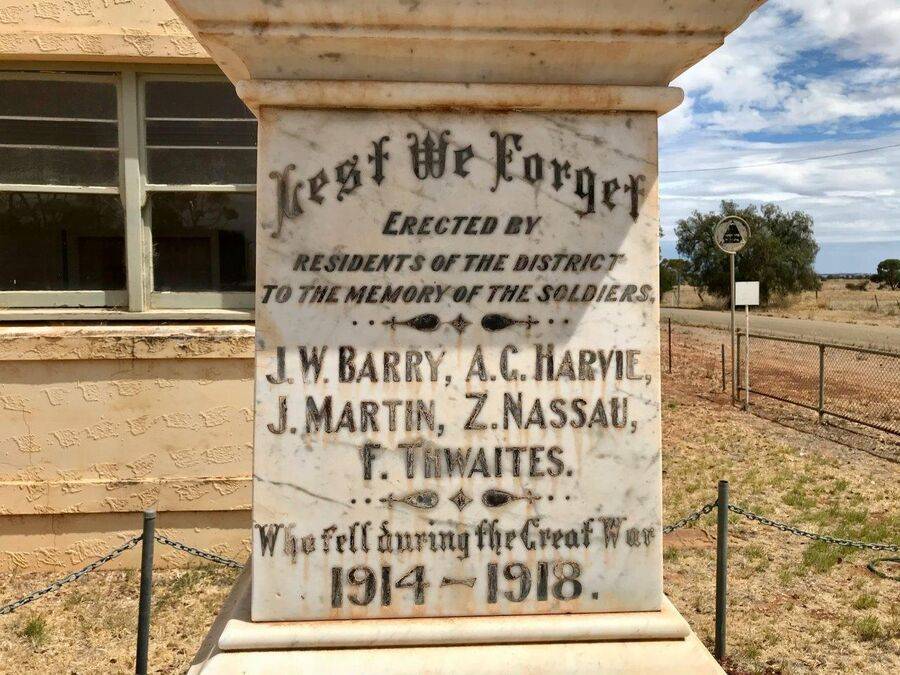 Lest We Forget
ERECTED BY
RESIDENTS OF THE DISTRICT
TO THE MEMORY OF THE SOLDIERS.
J. W. BARRY, A. C. HARVIE,
J. MARTIN, Z. NASSAU,
F. THWAITES.
Who fell during the Great War
1914 – 1918.